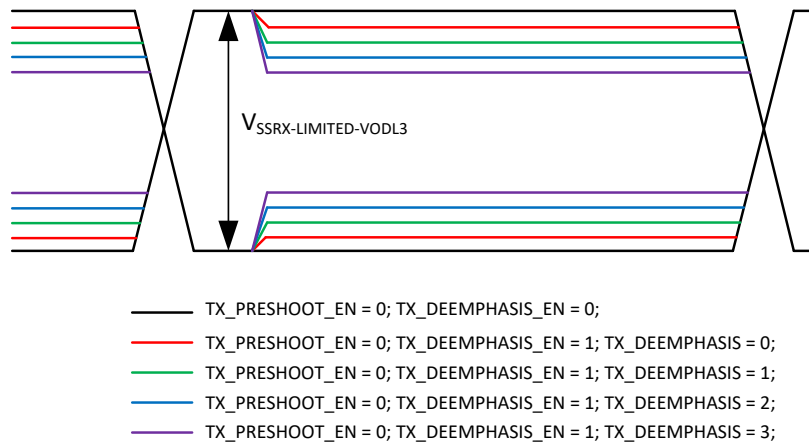 VSSRX-LIMITED-VODL3
TX_PRESHOOT_EN = 0; TX_DEEMPHASIS_EN = 0;
TX_PRESHOOT_EN = 0; TX_DEEMPHASIS_EN = 1; TX_DEEMPHASIS = 0;
TX_PRESHOOT_EN = 0; TX_DEEMPHASIS_EN = 1; TX_DEEMPHASIS = 1;
TX_PRESHOOT_EN = 0; TX_DEEMPHASIS_EN = 1; TX_DEEMPHASIS = 2;
TX_PRESHOOT_EN = 0; TX_DEEMPHASIS_EN = 1; TX_DEEMPHASIS = 3;